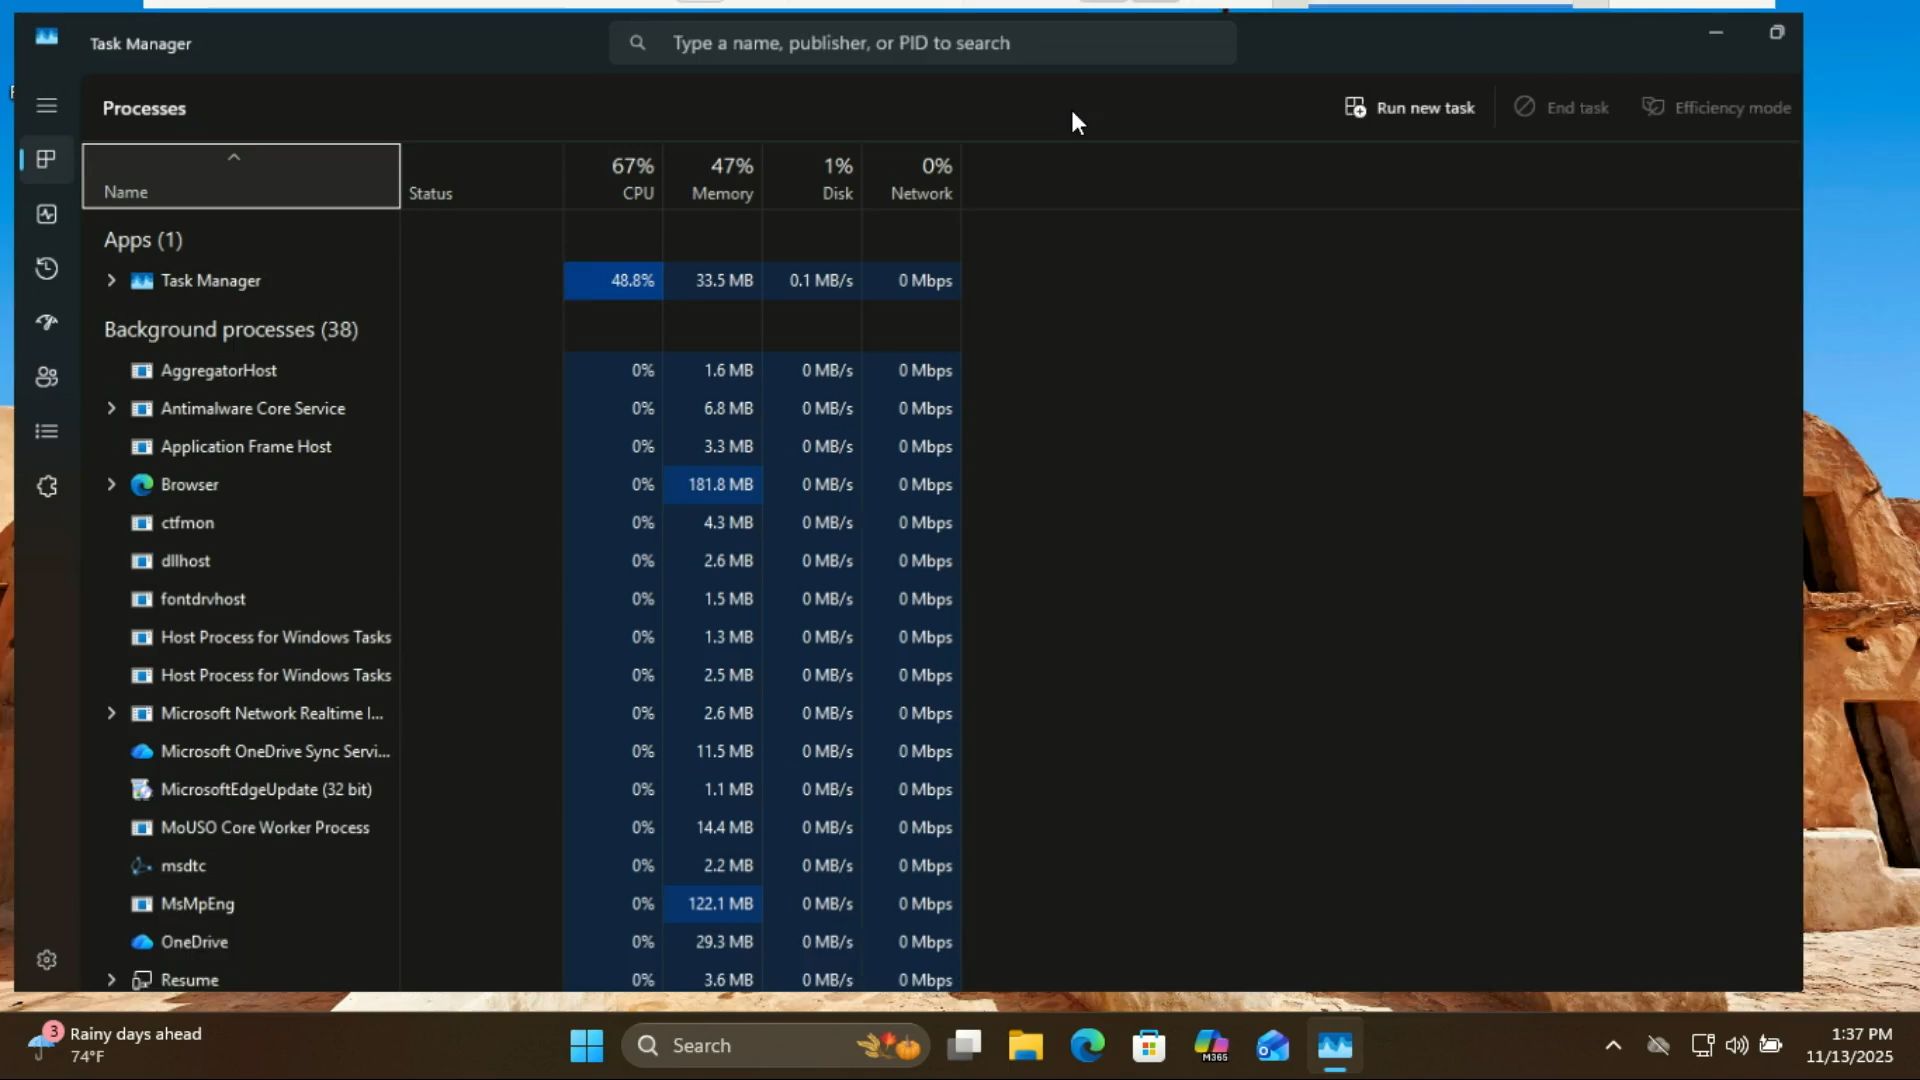 Task Manager
Type a name, publisher, or PID to search
Processes
Run new task
End task
Efficiency mode
67% 47% 1% 0%
Name Status CPU Memory Disk Network
Apps (1)
Task Manager 48.8% 33.5 MB 0.1 MB/s 0 Mbps
Background processes (38)
AggregatorHost 0% 1.6 MB 0 MB/s 0 Mbps
Antimalware Core Service 0% 6.8 MB 0 MB/s 0 Mbps
Application Frame Host 0% 3.3 MB 0 MB/s 0 Mbps
Browser 0% 181.8 MB 0 MB/s 0 Mbps
ctfmon 0% 4.3 MB 0 MB/s 0 Mbps
dllhost 0% 2.6 MB 0 MB/s 0 Mbps
fontdrvhost 0% 1.5 MB 0 MB/s 0 Mbps
Host Process for Windows Tasks 0% 1.3 MB 0 MB/s 0 Mbps
Host Process for Windows Tasks 0% 2.5 MB 0 MB/s 0 Mbps
Microsoft Network Realtime I... 0% 2.6 MB 0 MB/s 0 Mbps
Microsoft OneDrive Sync Servi... 0% 11.5 MB 0 MB/s 0 Mbps
MicrosoftEdgeUpdate (32 bit) 0% 1.1 MB 0 MB/s 0 Mbps
MoUSO Core Worker Process 0% 14.4 MB 0 MB/s 0 Mbps
msdtc 0% 2.2 MB 0 MB/s 0 Mbps
MsMpEng 0% 122.1 MB 0 MB/s 0 Mbps
OneDrive 0% 29.3 MB 0 MB/s 0 Mbps
Resume 0% 3.6 MB 0 MB/s 0 Mbps
3
Rainy days ahead
74°F
Search
M365
1:37 PM
11/13/2025